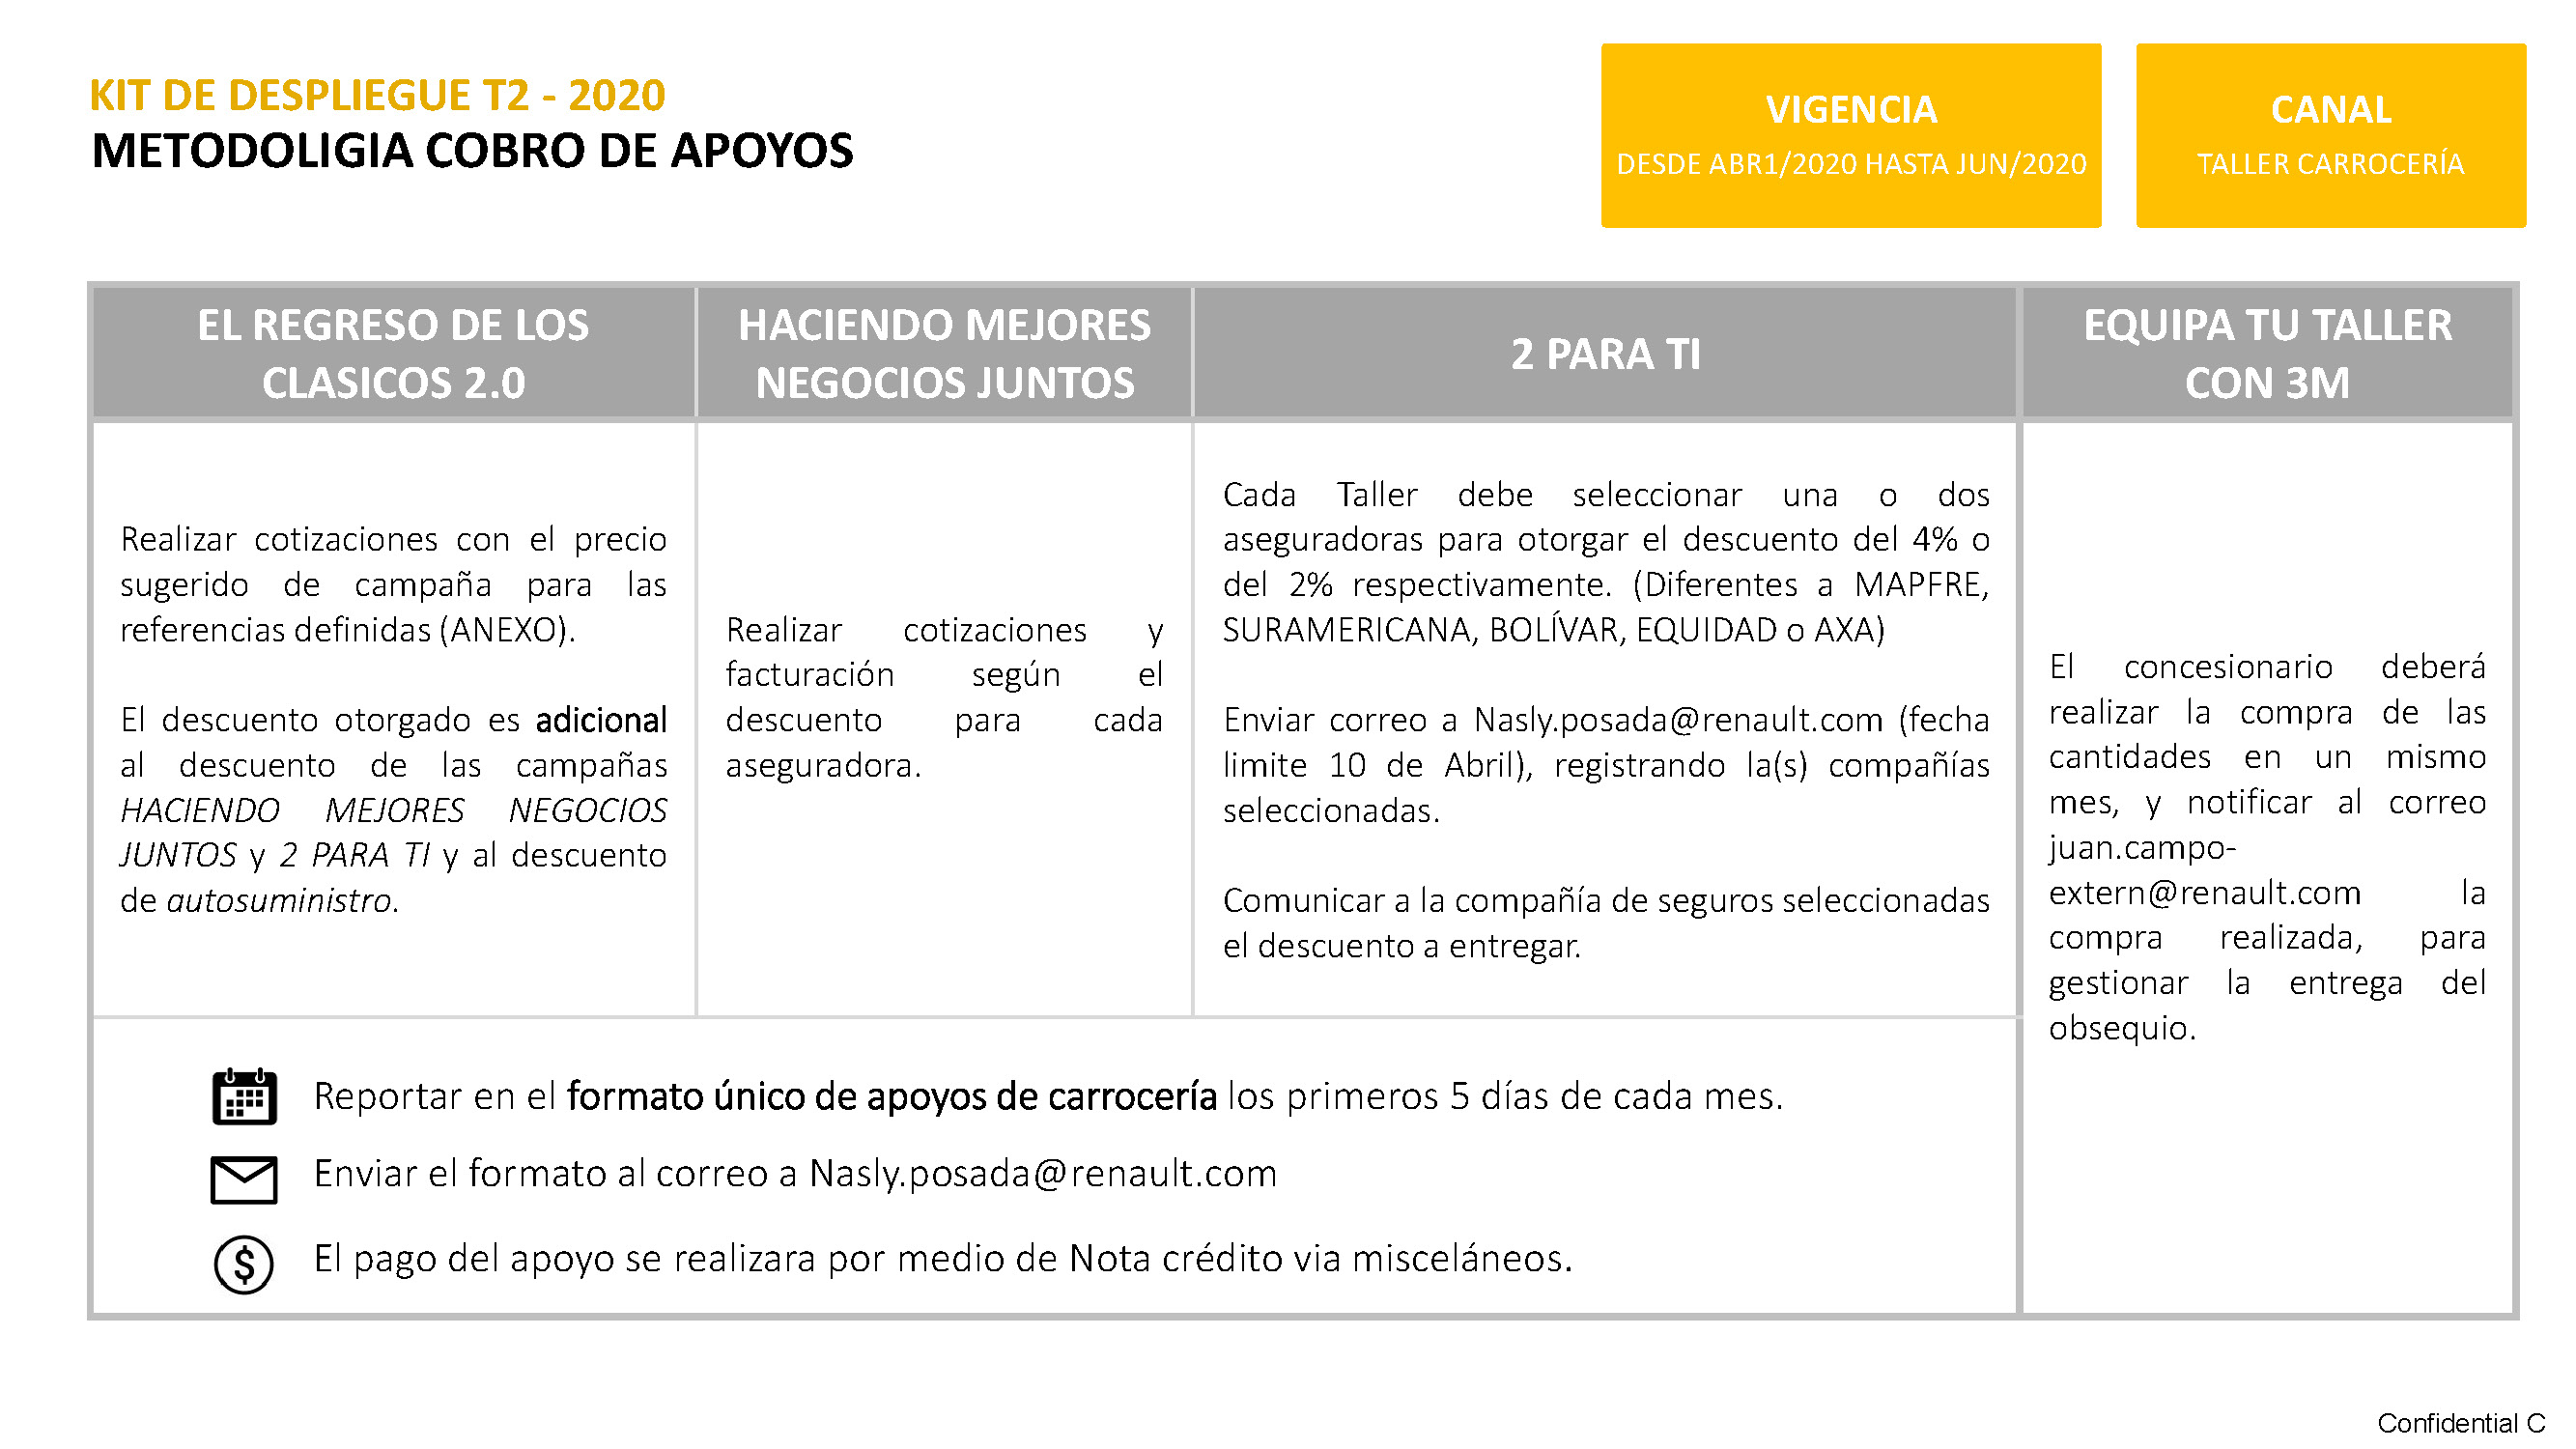 KIT DE DESPLIEGUE T2 - 2020
METODOLIGIA COBRO DE APOYOS
VIGENCIA
DESDE ABR1/2020 HASTA JUN/2020
CANAL
TALLER CARROCERÍA
EL REGRESO DE LOS
CLASICOS 2.0
HACIENDO MEJORES
NEGOCIOS JUNTOS
2 PARA TI
EQUIPA TU TALLER
CON 3M
Realizar cotizaciones con el precio
sugerido de campaña para las
referencias definidas (ANEXO).
El descuento otorgado es adicional
al descuento de las campañas
HACIENDO MEJORES NEGOCIOS
JUNTOS y 2 PARA TI y al descuento
de autosuministro.
Realizar cotizaciones y
facturación según el
descuento para cada
aseguradora.
Cada Taller debe seleccionar una o dos
aseguradoras para otorgar el descuento del 4% o
del 2% respectivamente. (Diferentes a MAPFRE,
SURAMERICANA, BOLÍVAR, EQUIDAD o AXA)
Enviar correo a Nasly.posada@renault.com (fecha
limite 10 de Abril), registrando la(s) compañías
seleccionadas.
Comunicar a la compañía de seguros seleccionadas
el descuento a entregar.
El concesionario deberá
realizar la compra de las
cantidades en un mismo
mes, y notificar al correo
juan.campo-
extern@renault.com la
compra realizada, para
gestionar la entrega del
obsequio.
Reportar en el formato único de apoyos de carrocería los primeros 5 días de cada mes.
Enviar el formato al correo a Nasly.posada@renault.com
El pago del apoyo se realizara por medio de Nota crédito via misceláneos.
Confidential C